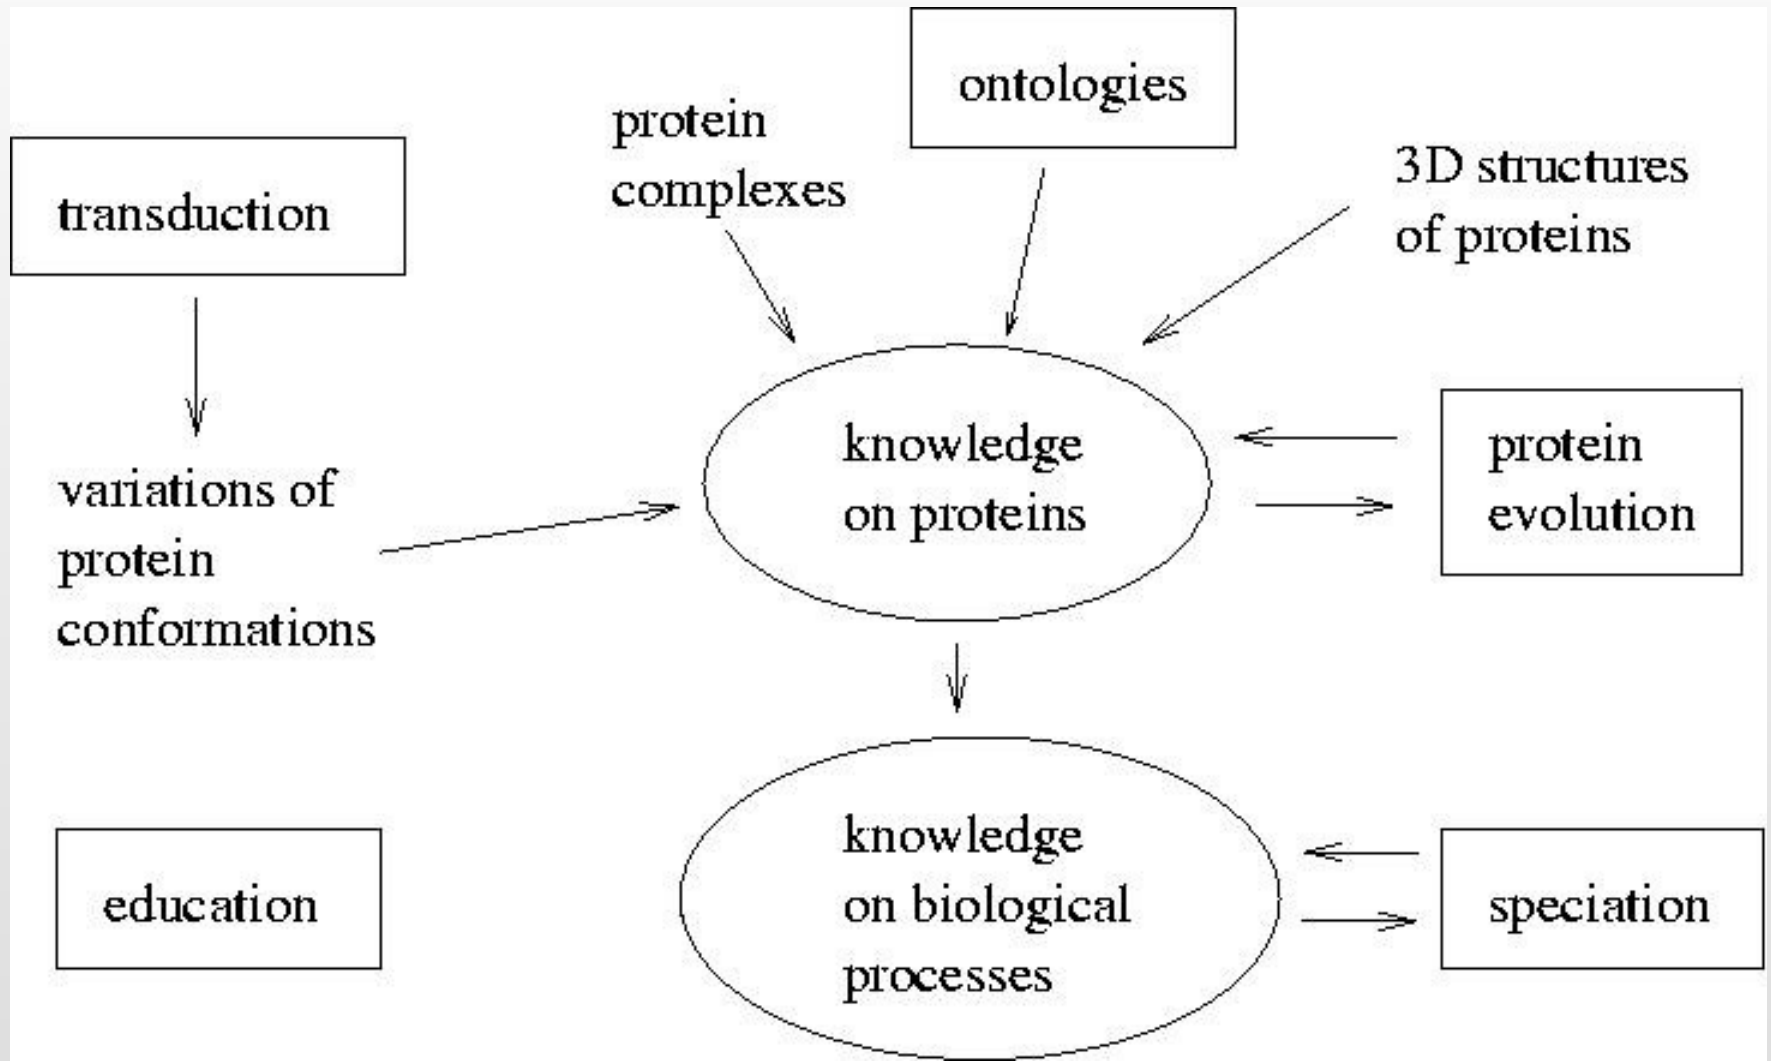 ontologies
protein
complexes
3D structures
of proteins
transduction
knowledge
on proteins
protein
evolution
variations of
protein
conformations
knowledge
on biological
processes
education
speciation